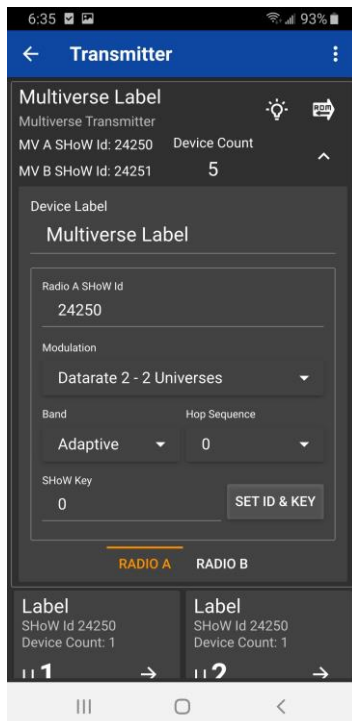 6:35 93%
Transmitter
Multiverse Label
Multiverse Transmitter
MV A SHoW Id: 24250 Device Count
MV B SHoW Id: 24251 5
Device Label
Multiverse Label
Radio A SHoW Id
24250
Modulation
Datarate 2 - 2 Universes
Band Hop Sequence
Adaptive 0
SHoW Key
0 SET ID & KEY
RADIO A RADIO B
Label Label
SHoW Id 24250 SHoW Id 24250
Device Count: 1 Device Count: 1
1 2